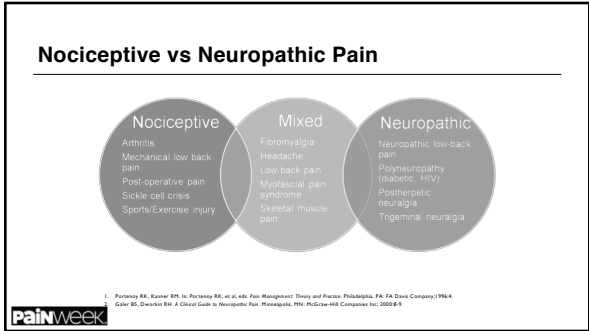 Nociceptive vs Neuropathic Pain
Nociceptive
Arthritis
Mechanical low back
pain
Post-operative pain
Sickle cell crisis
Sports/Exercise injury
Mixed
Fibromyalgia
Headache
Low back pain
Myofascial pain
syndrome
Skeletal muscle
pain
Neuropathic
Neuropathic low-back
pain
Polyneuropathy
(diabetic, HIV)
Postherpetic
neuralgia
Trigeminal neuralgia
1. Portenoy RK, Kanner RM. In: Portenoy RK, et al, eds. Pain Management: Theory and Practice. Philadelphia, PA: FA Davis Company;1996:4.
2. Galer BS, Dworkin RH. A Clinical Guide to Neuropathic Pain. Minneapolis, MN: McGraw-Hill Companies Inc; 2000:8-9.
PAINWEEK.